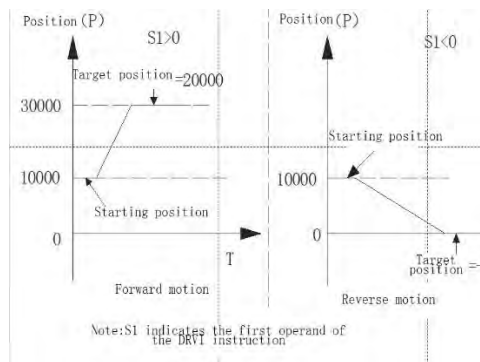 Position(P)
S1>0
Target position=20000
30000
10000
Starting position
0
T
Forward motion
Position(P)
S1<0
Starting position
10000
0
Target
position=-
Reverse motion
Note:S1 indicates the first operand of
the DRVI instruction